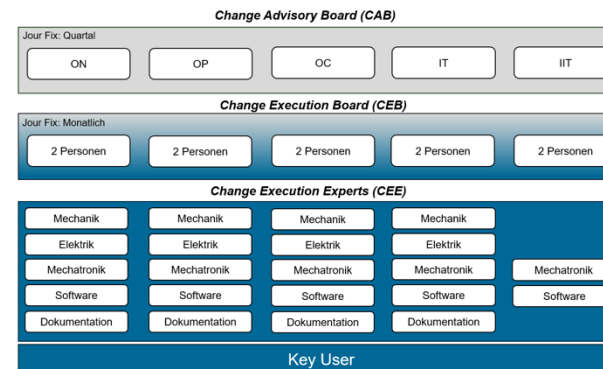 Change Advisory Board (CAB)
Jour Fix: Quartal
ON OP OC IT IIT
Change Execution Board (CEB)
Jour Fix: Monatlich
2 Personen 2 Personen 2 Personen 2 Personen 2 Personen
Change Execution Experts (CEE)
Mechanik Mechanik Mechanik Mechanik
Elektrik Elektrik Elektrik Elektrik
Mechatronik Mechatronik Mechatronik Mechatronik Mechatronik
Software Software Software Software Software
Dokumentation Dokumentation Dokumentation Dokumentation
Key User